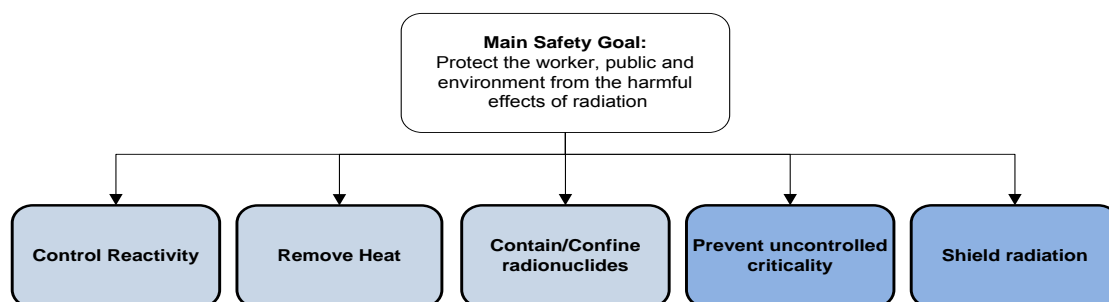 Main Safety Goal:
Protect the worker, public and
environment from the harmful
effects of radiation
Control Reactivity
Remove Heat
Contain/Confine
radionuclides
Prevent uncontrolled
criticality
Shield radiation